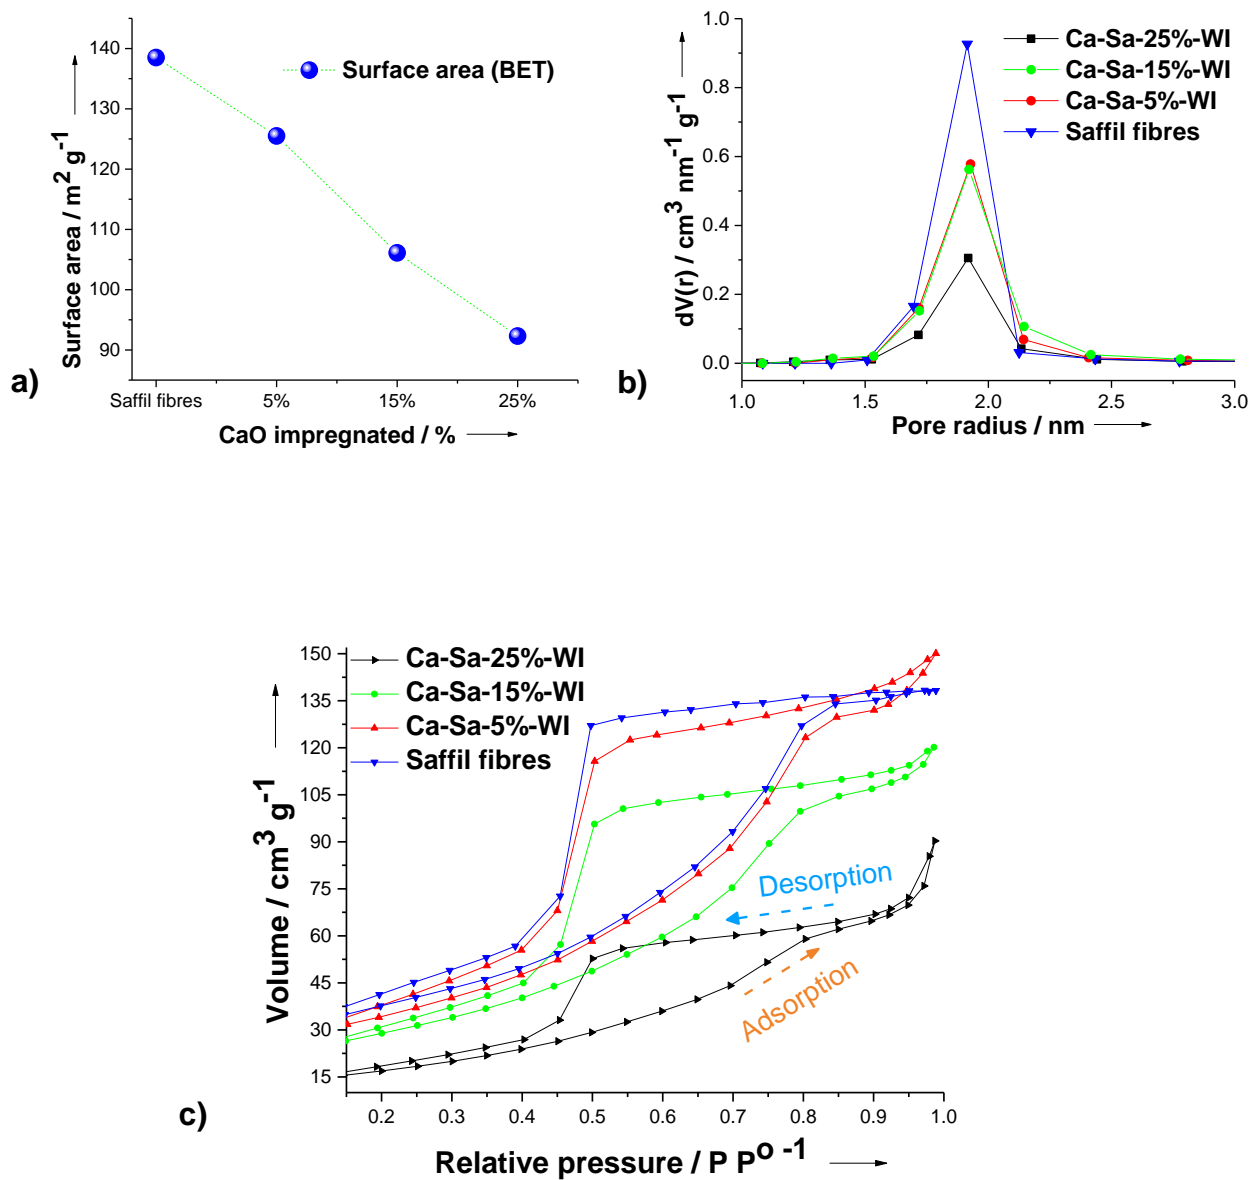 140
130
120
110
100
90
Surface area / m² g⁻¹
Surface area (BET)
Saffil fibres 5% 15% 25%
CaO impregnated / %
a)
1.0
0.8
0.6
0.4
0.2
0.0
dV(r) / cm³ nm⁻¹ g⁻¹
Ca-Sa-25%-WI
Ca-Sa-15%-WI
Ca-Sa-5%-WI
Saffil fibres
1.0 1.5 2.0 2.5 3.0
Pore radius / nm
b)
150
135
120
105
90
75
60
45
30
15
Volume / cm³ g⁻¹
Ca-Sa-25%-WI
Ca-Sa-15%-WI
Ca-Sa-5%-WI
Saffil fibres
Desorption
Adsorption
0.2 0.3 0.4 0.5 0.6 0.7 0.8 0.9 1.0
Relative pressure / P Pᴼ ⁻¹
c)